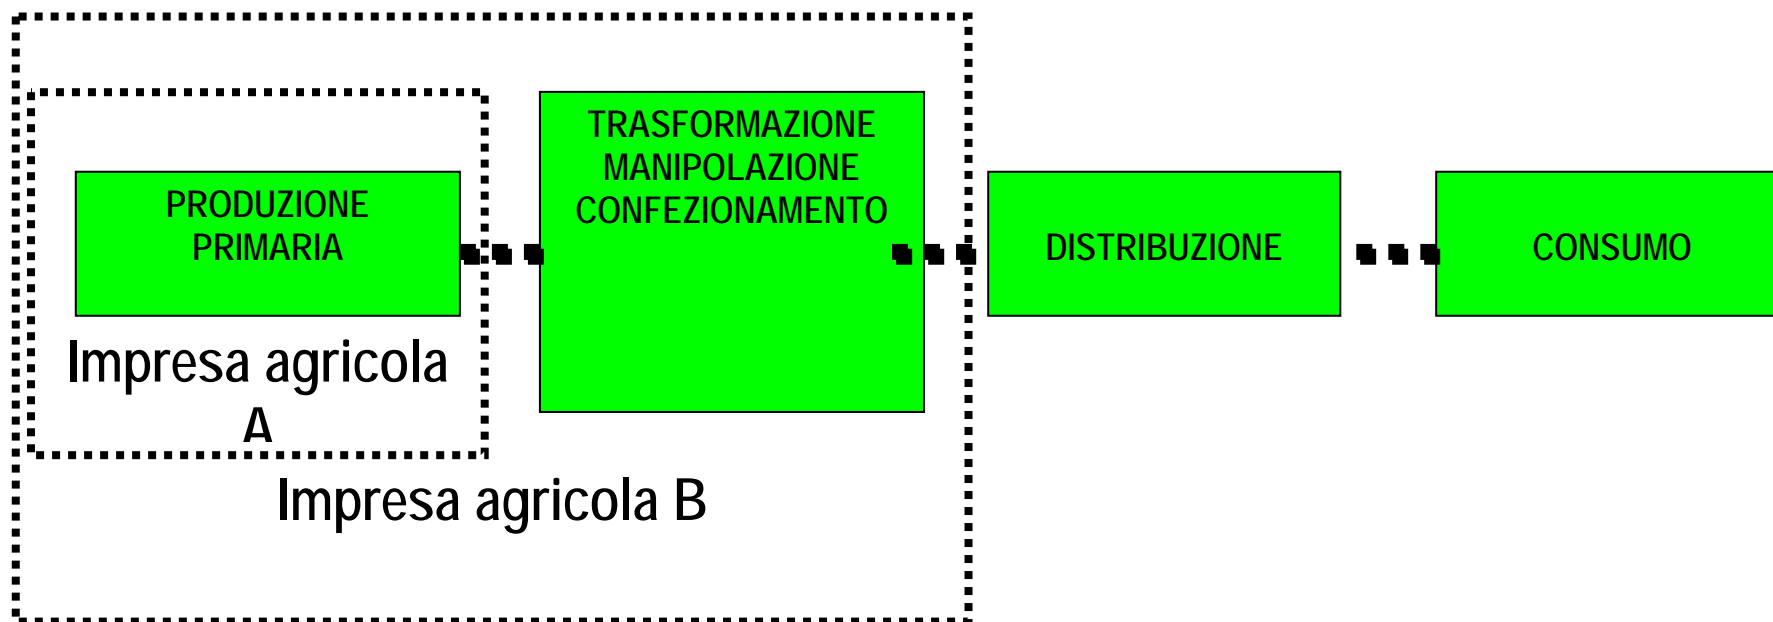 PRODUZIONE
PRIMARIA
Impresa agricola
A
TRASFORMAZIONE
MANIPOLAZIONE
CONFEZIONAMENTO
Impresa agricola B
DISTRIBUZIONE
CONSUMO